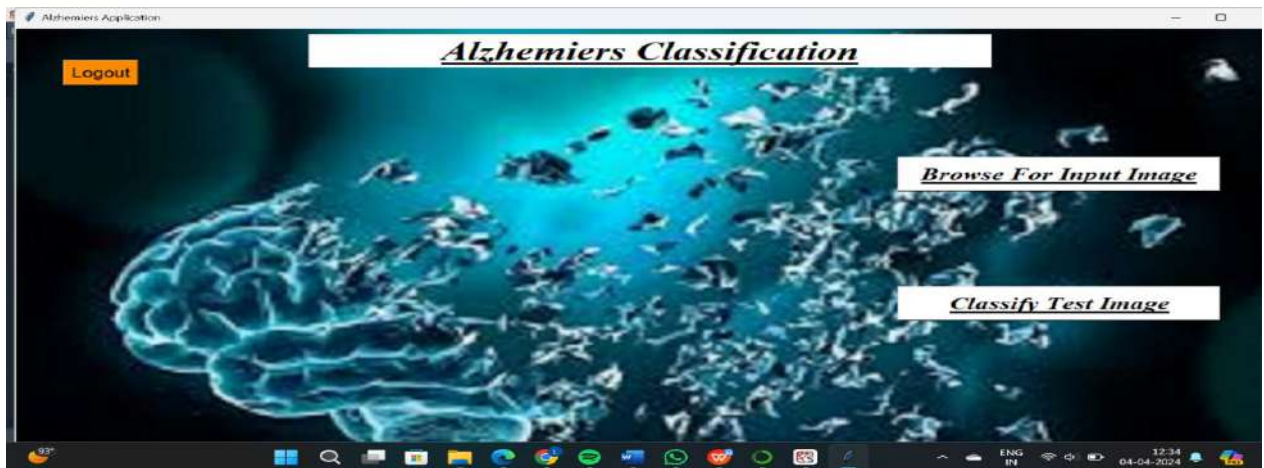 Alzhemiers Application
Alzhemiers Classification
Logout
Browse For Input Image
Classify Test Image
93°
ENG
IN
12:34
04-04-2024